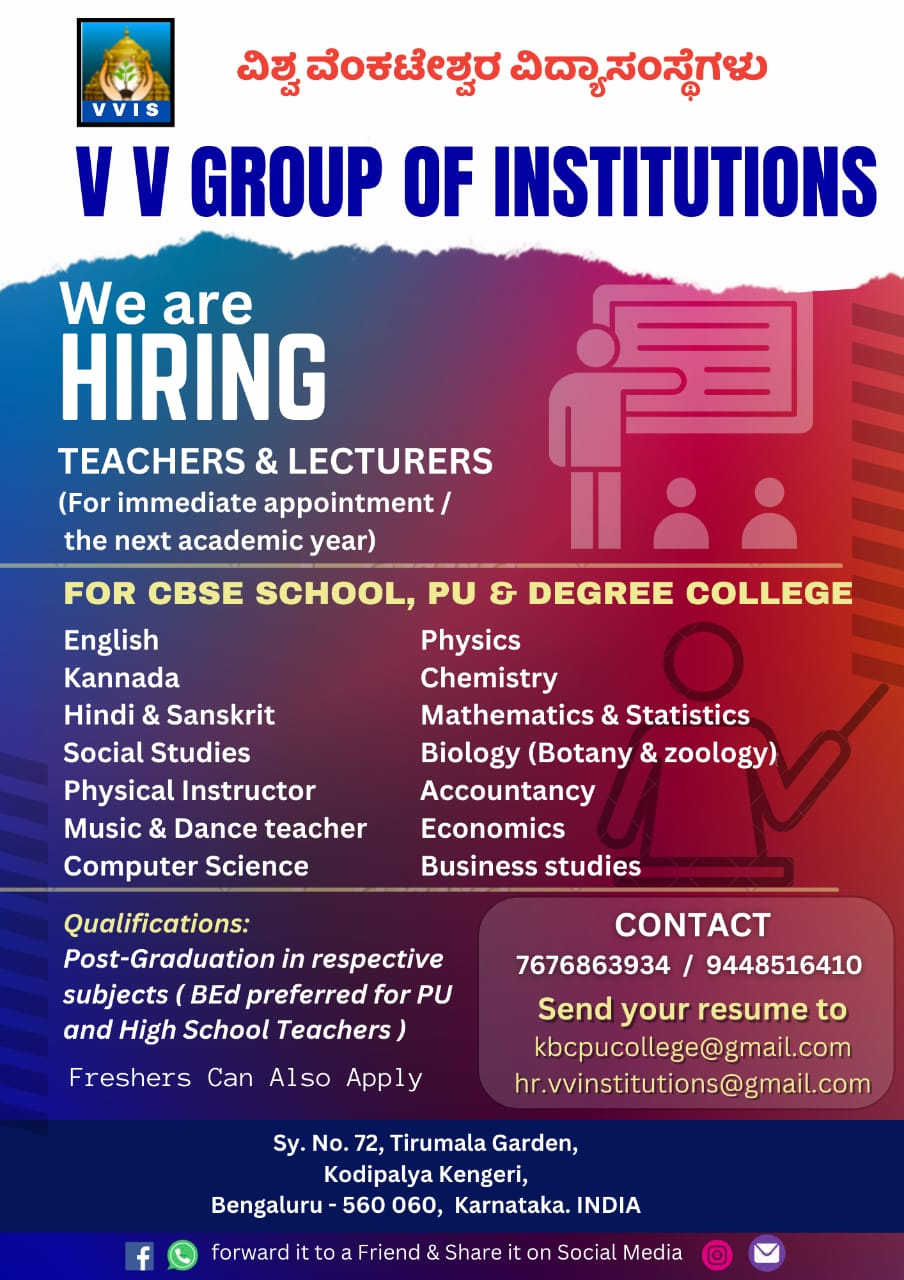 VVIS
ವಿಶ್ವ ವೆಂಕಟೇಶ್ವರ ವಿದ್ಯಾಸಂಸ್ಥೆಗಳು
V V GROUP OF INSTITUTIONS
We are
HIRING
TEACHERS & LECTURERS
(For immediate appointment /
the next academic year)
FOR CBSE SCHOOL, PU & DEGREE COLLEGE
English
Kannada
Hindi & Sanskrit
Social Studies
Physical Instructor
Music & Dance teacher
Computer Science
Physics
Chemistry
Mathematics & Statistics
Biology (Botany & zoology)
Accountancy
Economics
Business studies
Qualifications:
Post-Graduation in respective
subjects ( BEd preferred for PU
and High School Teachers )
Freshers Can Also Apply
CONTACT
7676863934 / 9448516410
Send your resume to
kbcpucollege@gmail.com
hr.vvinstitutions@gmail.com
Sy. No. 72, Tirumala Garden,
Kodipalya Kengeri,
Bengaluru - 560 060, Karnataka. INDIA
forward it to a Friend & Share it on Social Media